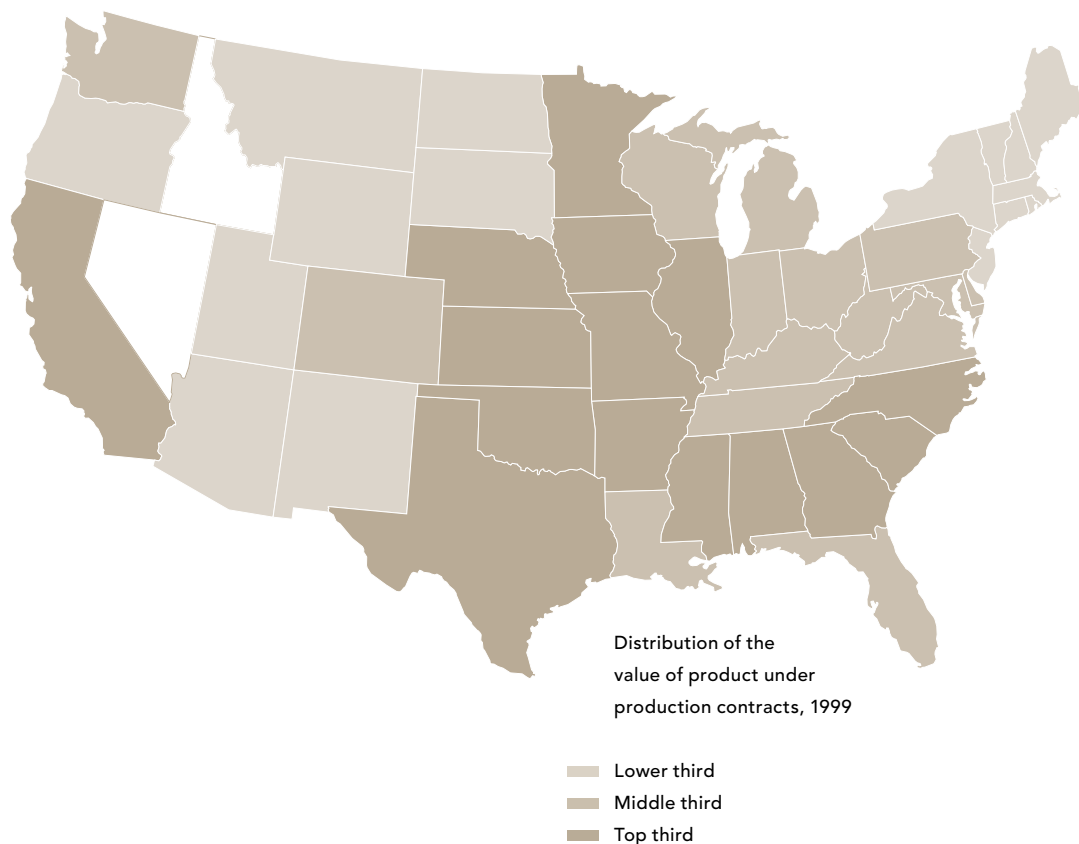 Distribution of the
value of product under
production contracts, 1999
Lower third
Middle third
Top third